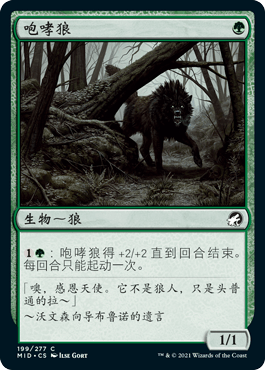 咆哮狼
生物～狼
1: 咆哮狼得 +2/+2 直到回合结束。
每回合只能起动一次。
「噢，感恩天使。它不是狼人，只是头普
通的拉～」
～沃文森向导布鲁诺的遗言
1/1
199/277 C
MID • CS ILSE GORT
™ & © 2021 Wizards of the Coast